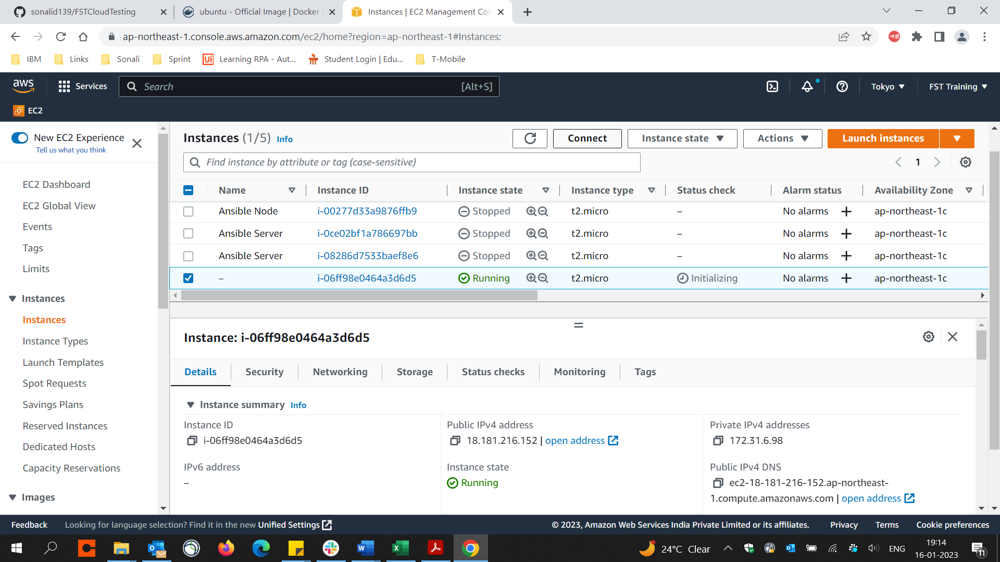 sonalid139/FSTCloudTesting
ubuntu - Official Image | Docker
Instances | EC2 Management Con
ap-northeast-1.console.aws.amazon.com/ec2/home?region=ap-northeast-1#Instances:
IBM Links Sonali Sprint Ui Learning RPA - Aut... Student Login | Edu... T-Mobile
aws Services Search [Alt+S] Tokyo FST Training
EC2
New EC2 Experience
Tell us what you think
EC2 Dashboard
EC2 Global View
Events
Tags
Limits
Instances
Instances
Instance Types
Launch Templates
Spot Requests
Savings Plans
Reserved Instances
Dedicated Hosts
Capacity Reservations
Images
Instances (1/5) Info
Connect Instance state Actions Launch instances
Find instance by attribute or tag (case-sensitive)
1
Name Instance ID Instance state Instance type Status check Alarm status Availability Zone
Ansible Node i-00277d33a9876ffb9 Stopped t2.micro – No alarms + ap-northeast-1c
Ansible Server i-0ce02bf1a786697bb Stopped t2.micro – No alarms + ap-northeast-1c
Ansible Server i-08286d7533baef8e6 Stopped t2.micro – No alarms + ap-northeast-1c
– i-06ff98e0464a3d6d5 Running t2.micro Initializing No alarms + ap-northeast-1c
Instance: i-06ff98e0464a3d6d5
Details Security Networking Storage Status checks Monitoring Tags
Instance summary Info
Instance ID
i-06ff98e0464a3d6d5
Public IPv4 address
18.181.216.152 | open address
Private IPv4 addresses
172.31.6.98
IPv6 address
–
Instance state
Running
Public IPv4 DNS
ec2-18-181-216-152.ap-northeast-
1.compute.amazonaws.com | open address
Feedback Looking for language selection? Find it in the new Unified Settings © 2023, Amazon Web Services India Private Limited or its affiliates. Privacy Terms Cookie preferences
24°C Clear ENG
19:14
16-01-2023
11